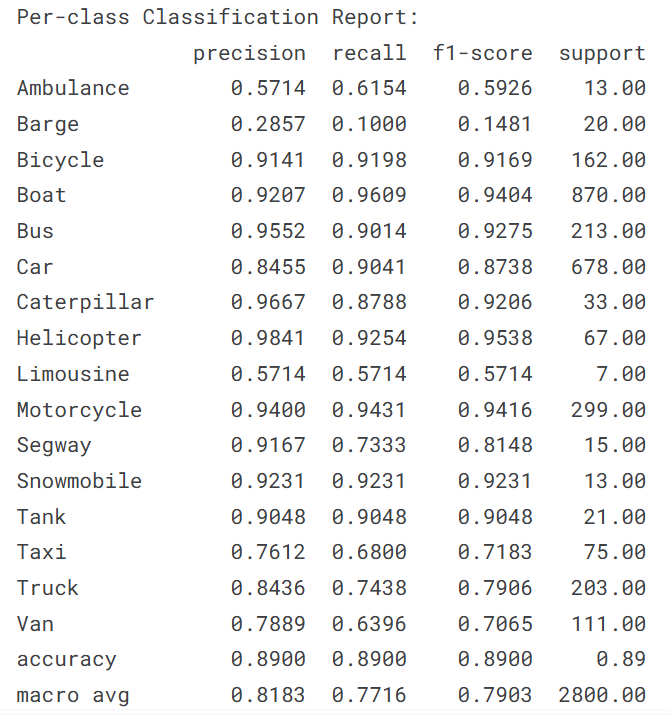 Per-class Classification Report:
precision recall f1-score support
Ambulance 0.5714 0.6154 0.5926 13.00
Barge 0.2857 0.1000 0.1481 20.00
Bicycle 0.9141 0.9198 0.9169 162.00
Boat 0.9207 0.9609 0.9404 870.00
Bus 0.9552 0.9014 0.9275 213.00
Car 0.8455 0.9041 0.8738 678.00
Caterpillar 0.9667 0.8788 0.9206 33.00
Helicopter 0.9841 0.9254 0.9538 67.00
Limousine 0.5714 0.5714 0.5714 7.00
Motorcycle 0.9400 0.9431 0.9416 299.00
Segway 0.9167 0.7333 0.8148 15.00
Snowmobile 0.9231 0.9231 0.9231 13.00
Tank 0.9048 0.9048 0.9048 21.00
Taxi 0.7612 0.6800 0.7183 75.00
Truck 0.8436 0.7438 0.7906 203.00
Van 0.7889 0.6396 0.7065 111.00
accuracy 0.8900 0.8900 0.8900 0.89
macro avg 0.8183 0.7716 0.7903 2800.00